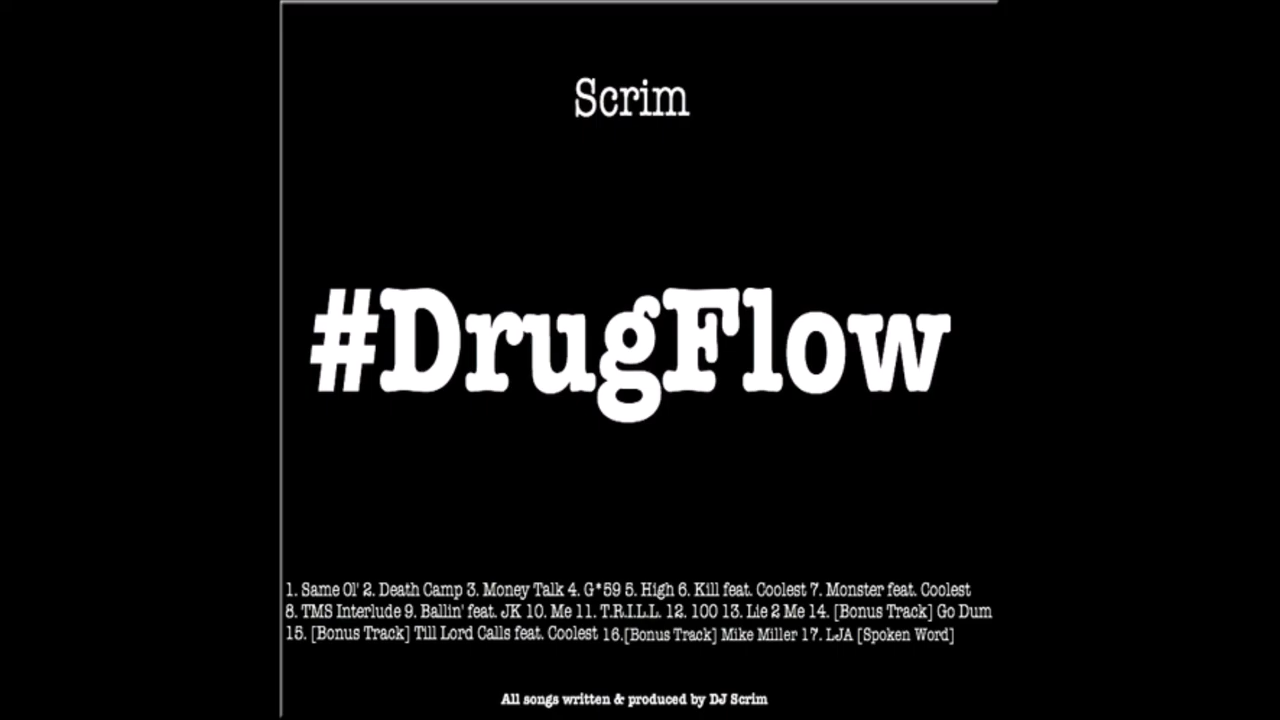 Scrim
#DrugFlow
1. Same Ol' 2. Death Camp 3. Money Talk 4. G*59 5. High 6. Kill feat. Coolest 7. Monster feat. Coolest
8. TMS Interlude 9. Ballin' feat. JK 10. Me 11. T.R.I.L.L. 12. 100 13. Lie 2 Me 14. [Bonus Track] Go Dum
15. [Bonus Track] Till Lord Calls feat. Coolest 16.[Bonus Track] Mike Miller 17. LJA [Spoken Word]
All songs written & produced by DJ Scrim